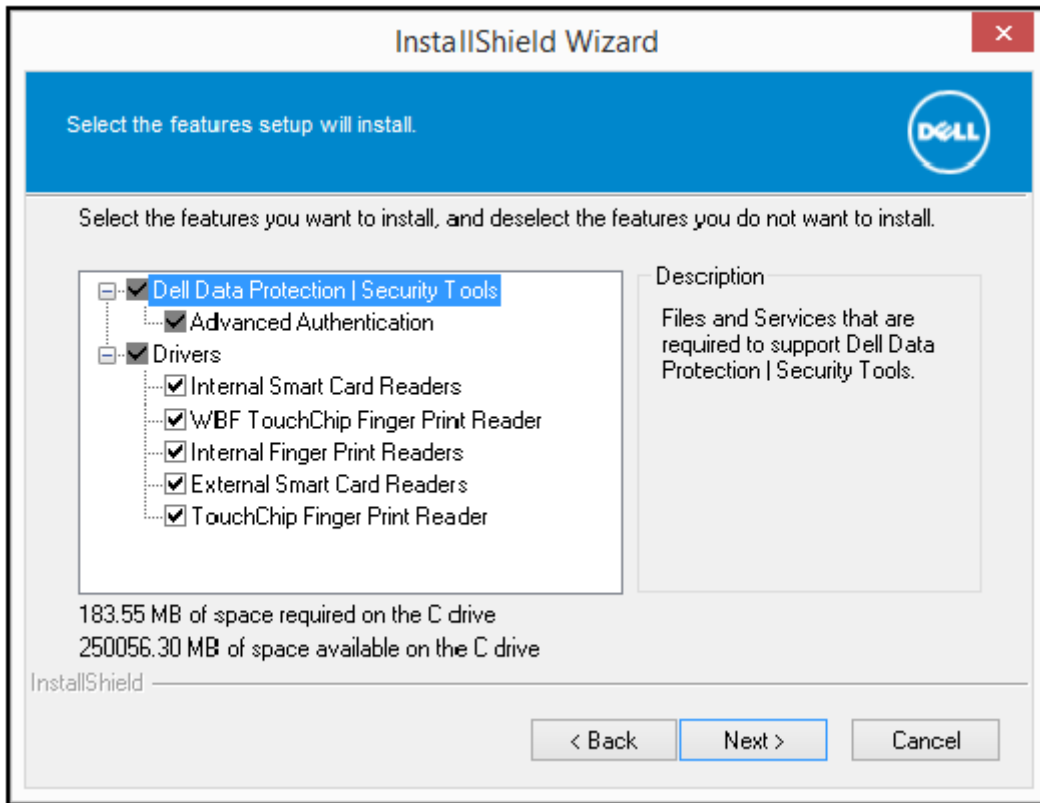 InstallShield Wizard
Select the features setup will install.
DELL
Select the features you want to install, and deselect the features you do not want to install.
Dell Data Protection | Security Tools
Advanced Authentication
Drivers
Internal Smart Card Readers
WBF TouchChip Finger Print Reader
Internal Finger Print Readers
External Smart Card Readers
TouchChip Finger Print Reader
Description
Files and Services that are
required to support Dell Data
Protection | Security Tools.
183.55 MB of space required on the C drive
250056.30 MB of space available on the C drive
InstallShield
< Back
Next >
Cancel